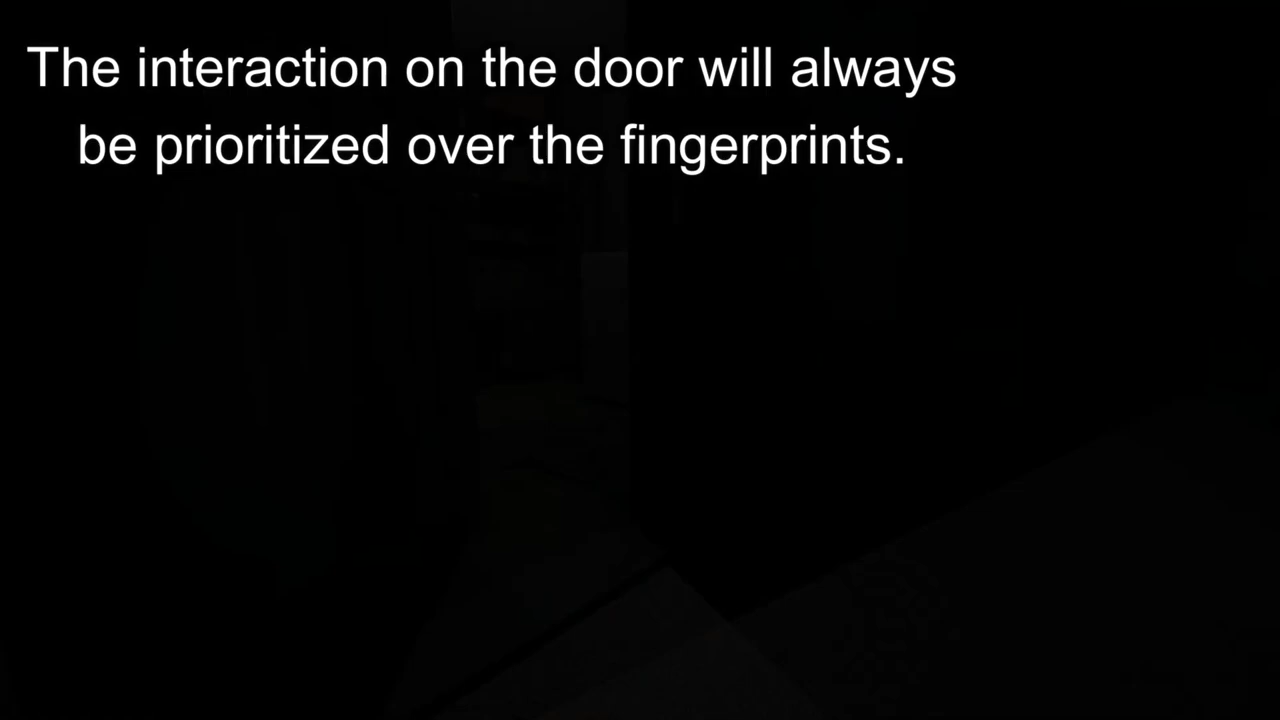 The interaction on the door will always
be prioritized over the fingerprints.